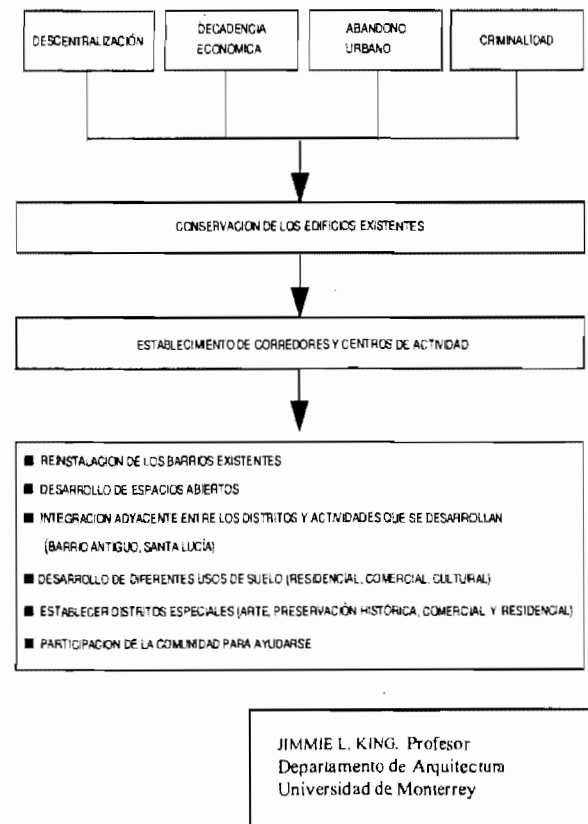 DESCENTRALIZACIÓN
DECADENCIA
ECONÓMICA
ABANDONO
URBANO
CRIMINALIDAD
CONSERVACION DE LOS EDIFICIOS EXISTENTES
ESTABLECIMIENTO DE CORREDORES Y CENTROS DE ACTIVIDAD
■ REINSTALACION DE LOS BARRIOS EXISTENTES
■ DESARROLLO DE ESPACIOS ABIERTOS
■ INTEGRACION ADYACENTE ENTRE LOS DISTRITOS Y ACTIVIDADES QUE SE DESARROLLAN
(BARRIO ANTIGUO, SANTA LUCÍA)
■ DESARROLLO DE DIFERENTES USOS DE SUELO (RESIDENCIAL, COMERCIAL, CULTURAL)
■ ESTABLECER DISTRITOS ESPECIALES (ARTE, PRESERVACIÓN HISTÓRICA, COMERCIAL Y RESIDENCIAL)
■ PARTICIPACION DE LA COMUNIDAD PARA AYUDARSE
JIMMIE L. KING. Profesor
Departamento de Arquitectura
Universidad de Monterrey